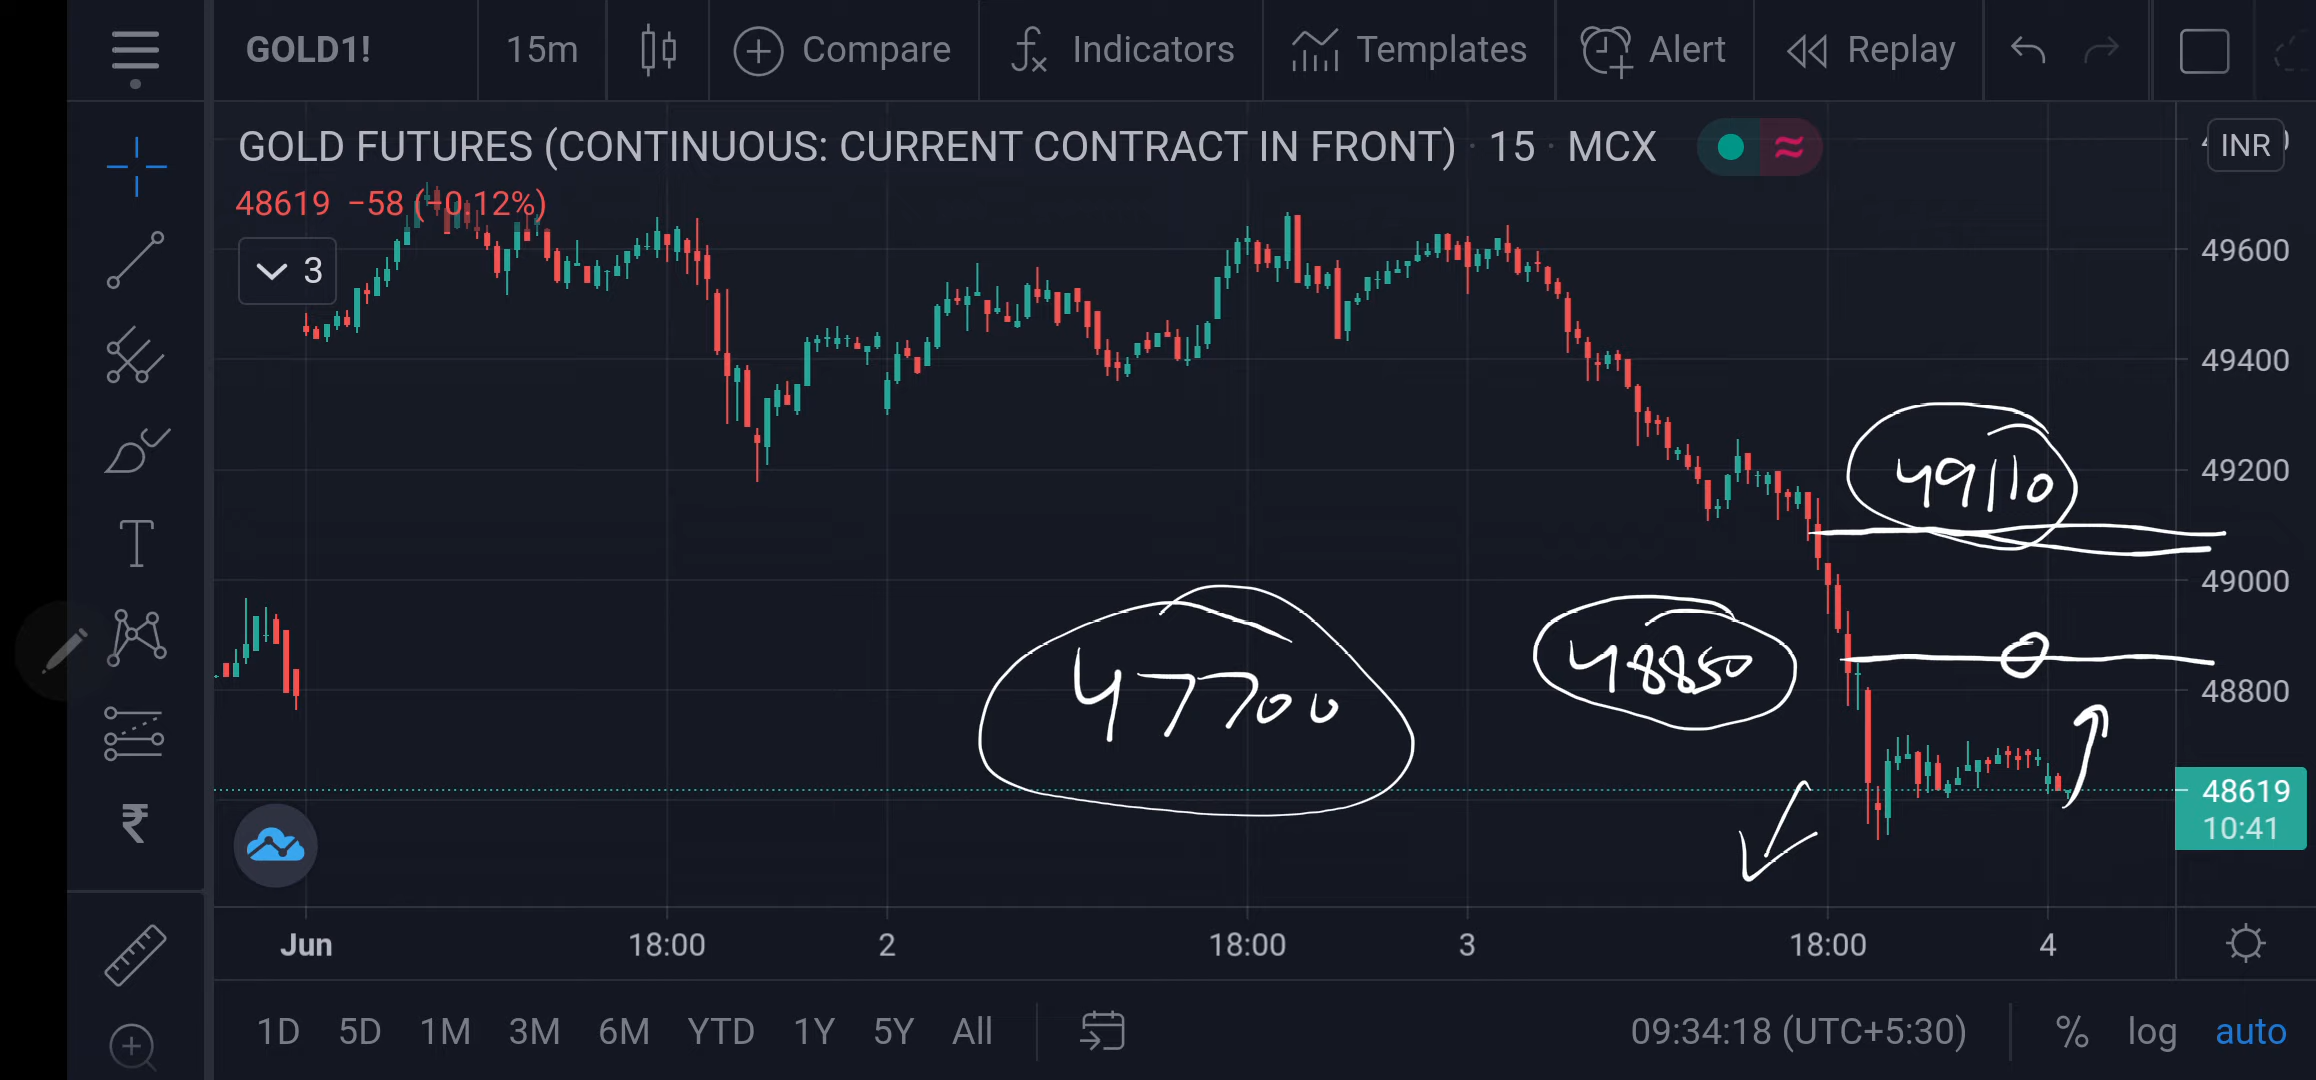 GOLD1! 15m Compare Indicators Templates Alert Replay
GOLD FUTURES (CONTINUOUS: CURRENT CONTRACT IN FRONT) · 15 · MCX
INR
48619 −58 (−0.12%)
3
49600
49400
49110
49200
49000
47700
48850
48800
48619
10:41
Jun 18:00 2 18:00 3 18:00 4
1D 5D 1M 3M 6M YTD 1Y 5Y All 09:34:18 (UTC+5:30) % log auto